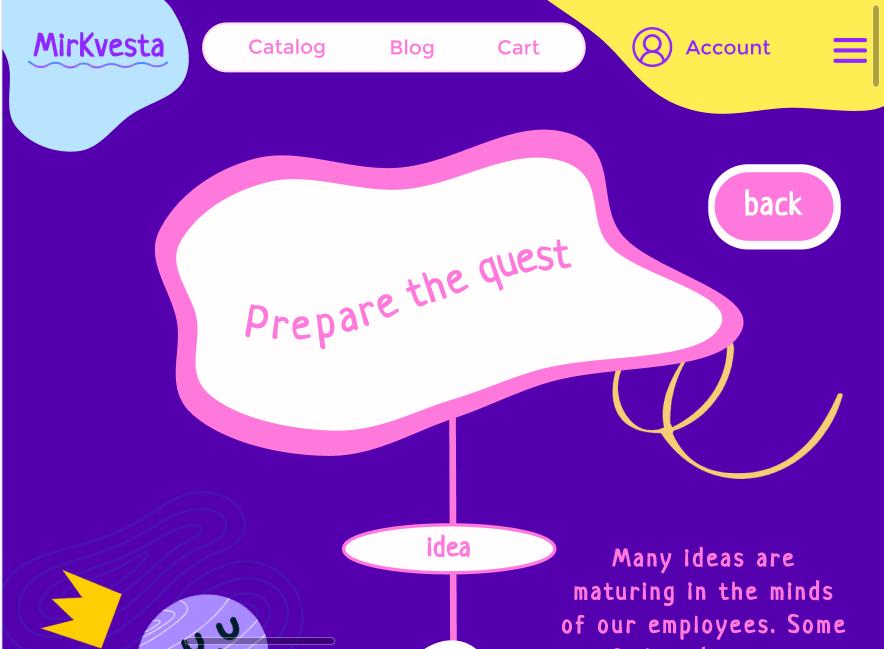 MirKvesta
Catalog
Blog
Cart
Account
back
Prepare the quest
idea
Many ideas are
maturing in the minds
of our employees. Some